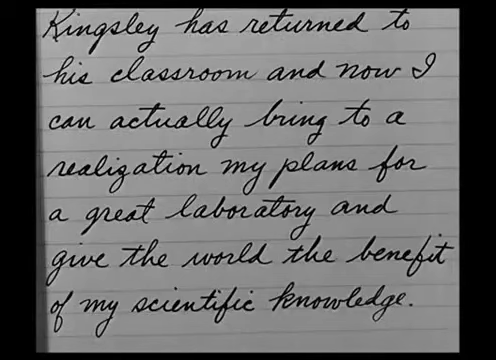 Kingsley has returned to
his classroom and now I
can actually bring to a
realization my plans for
a great laboratory and
give the world the benefit
of my scientific knowledge.